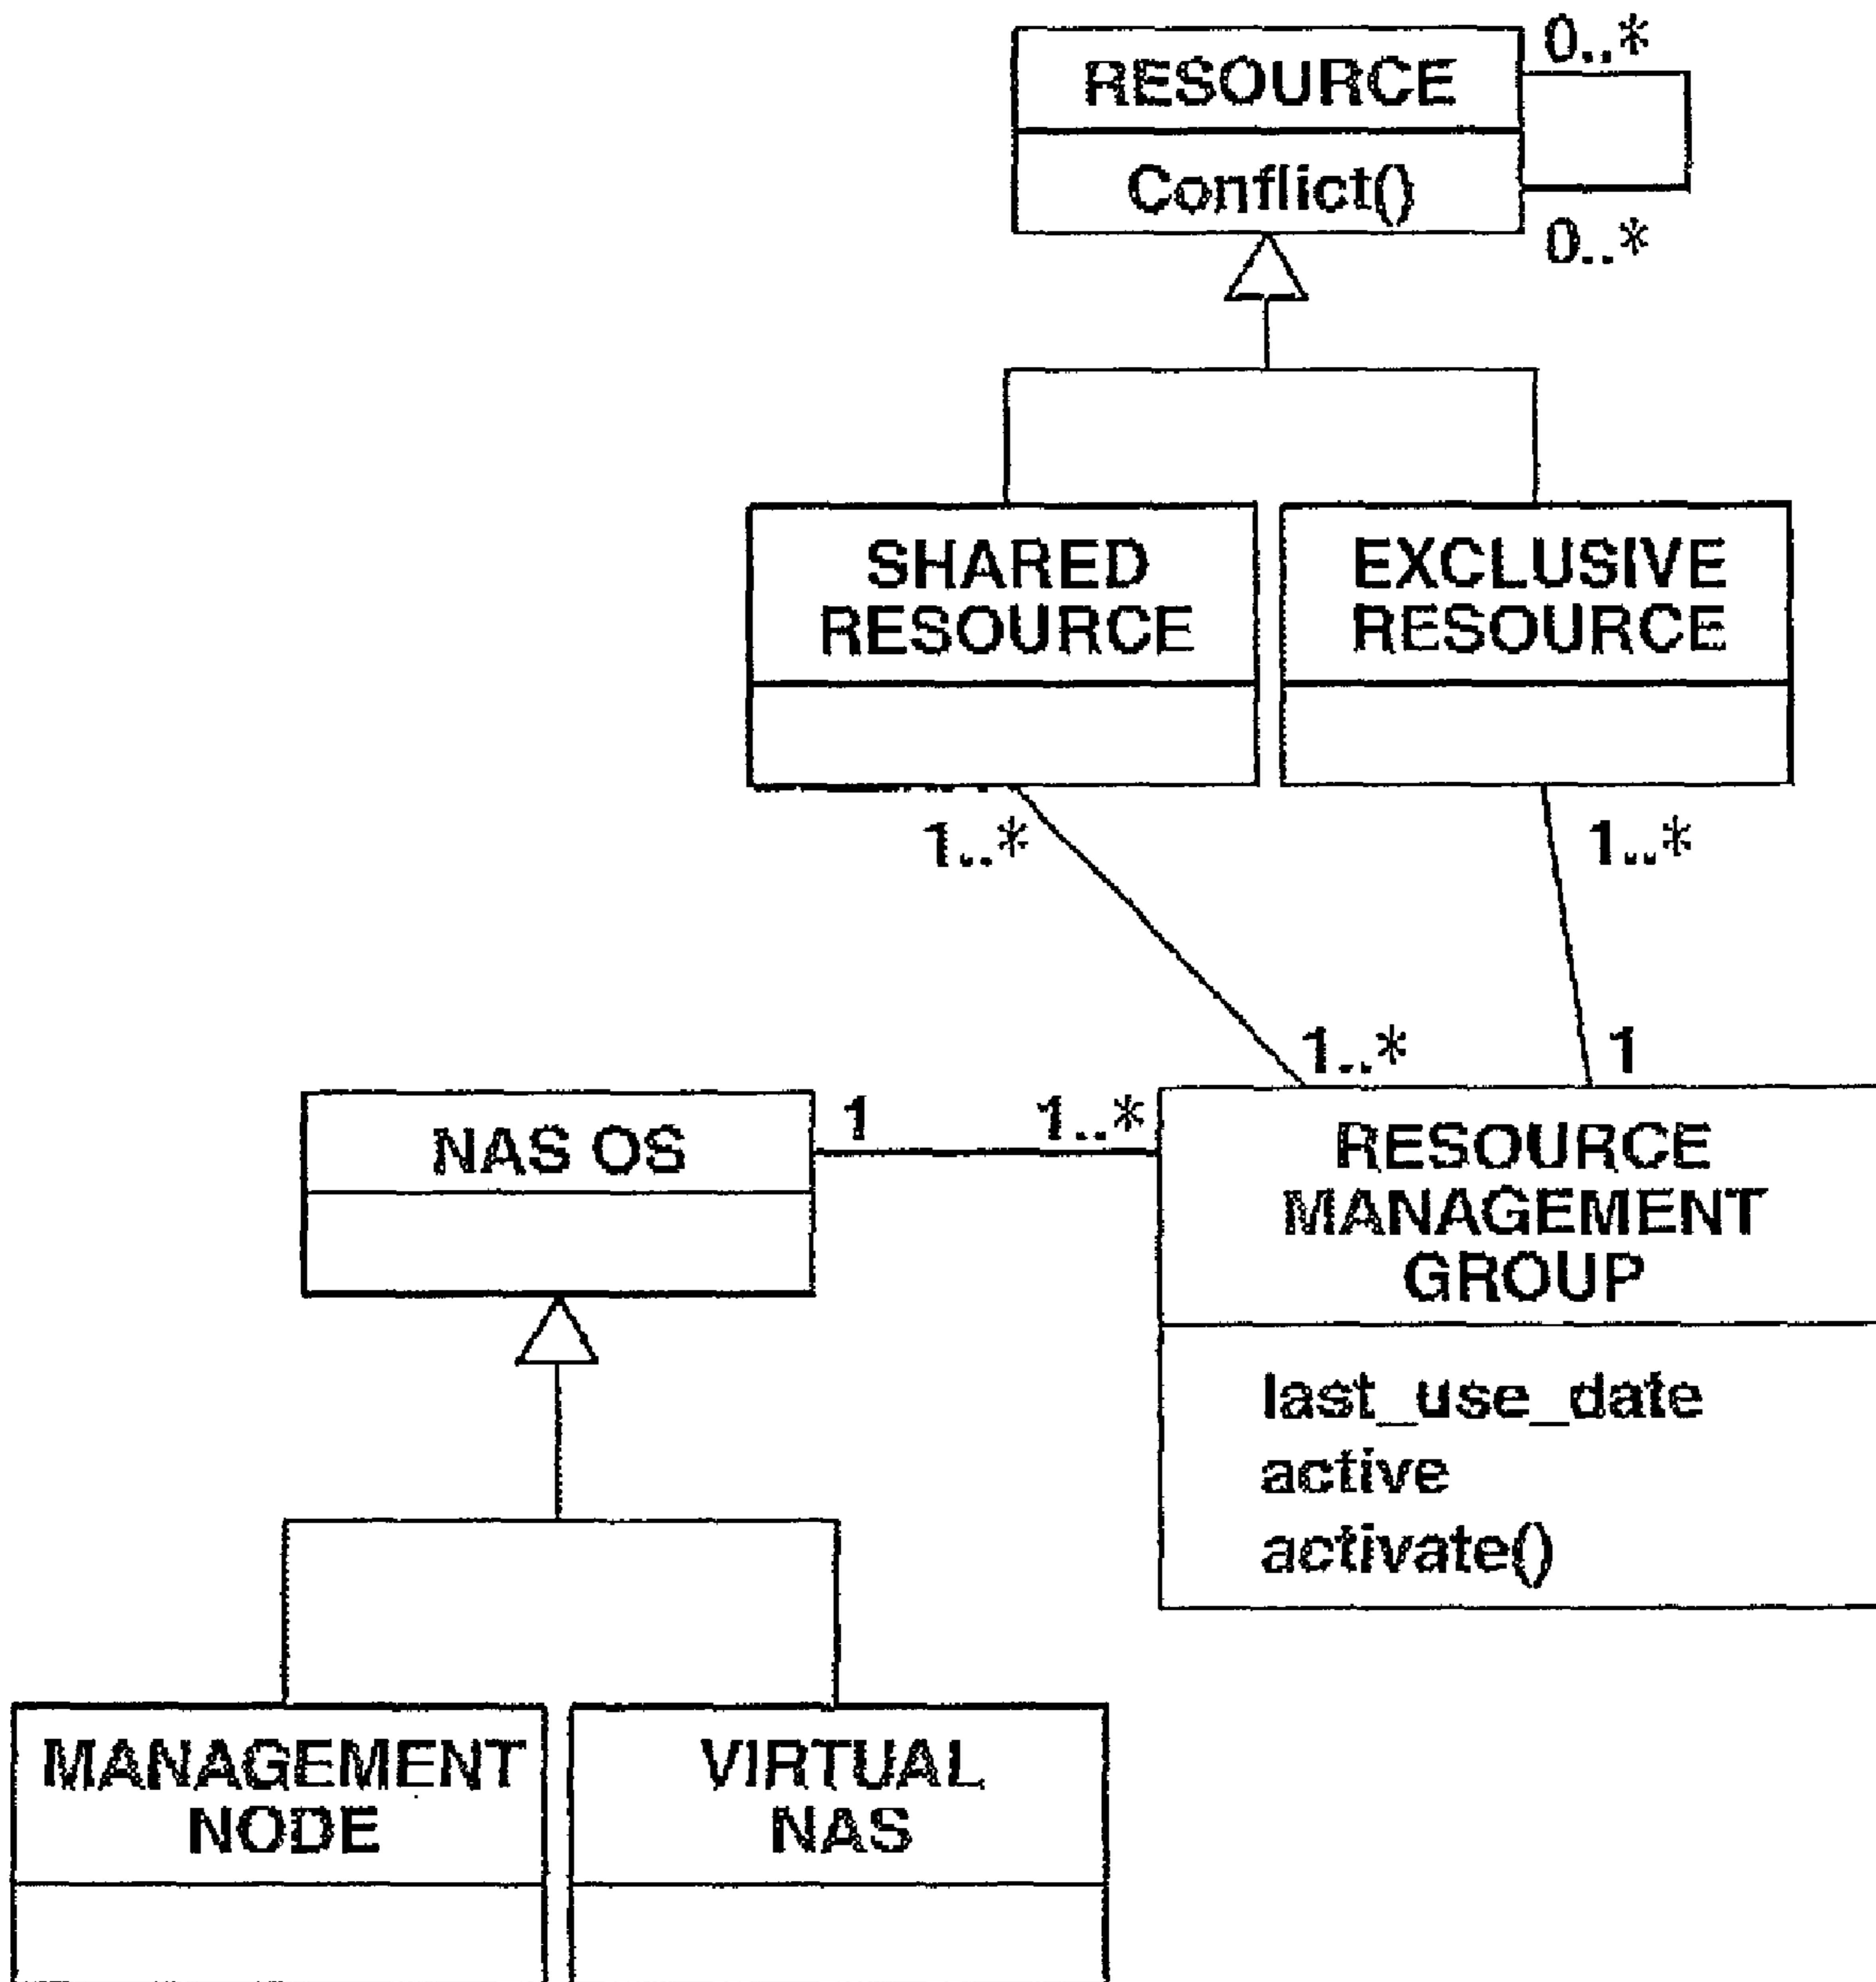 RESOURCE
0..*
Conflict()
0..*
SHARED
RESOURCE
EXCLUSIVE
RESOURCE
1..*
1..*
1..*
1
NAS OS
1
1..*
RESOURCE
MANAGEMENT
GROUP
last_use_date
active
activate()
MANAGEMENT
NODE
VIRTUAL
NAS